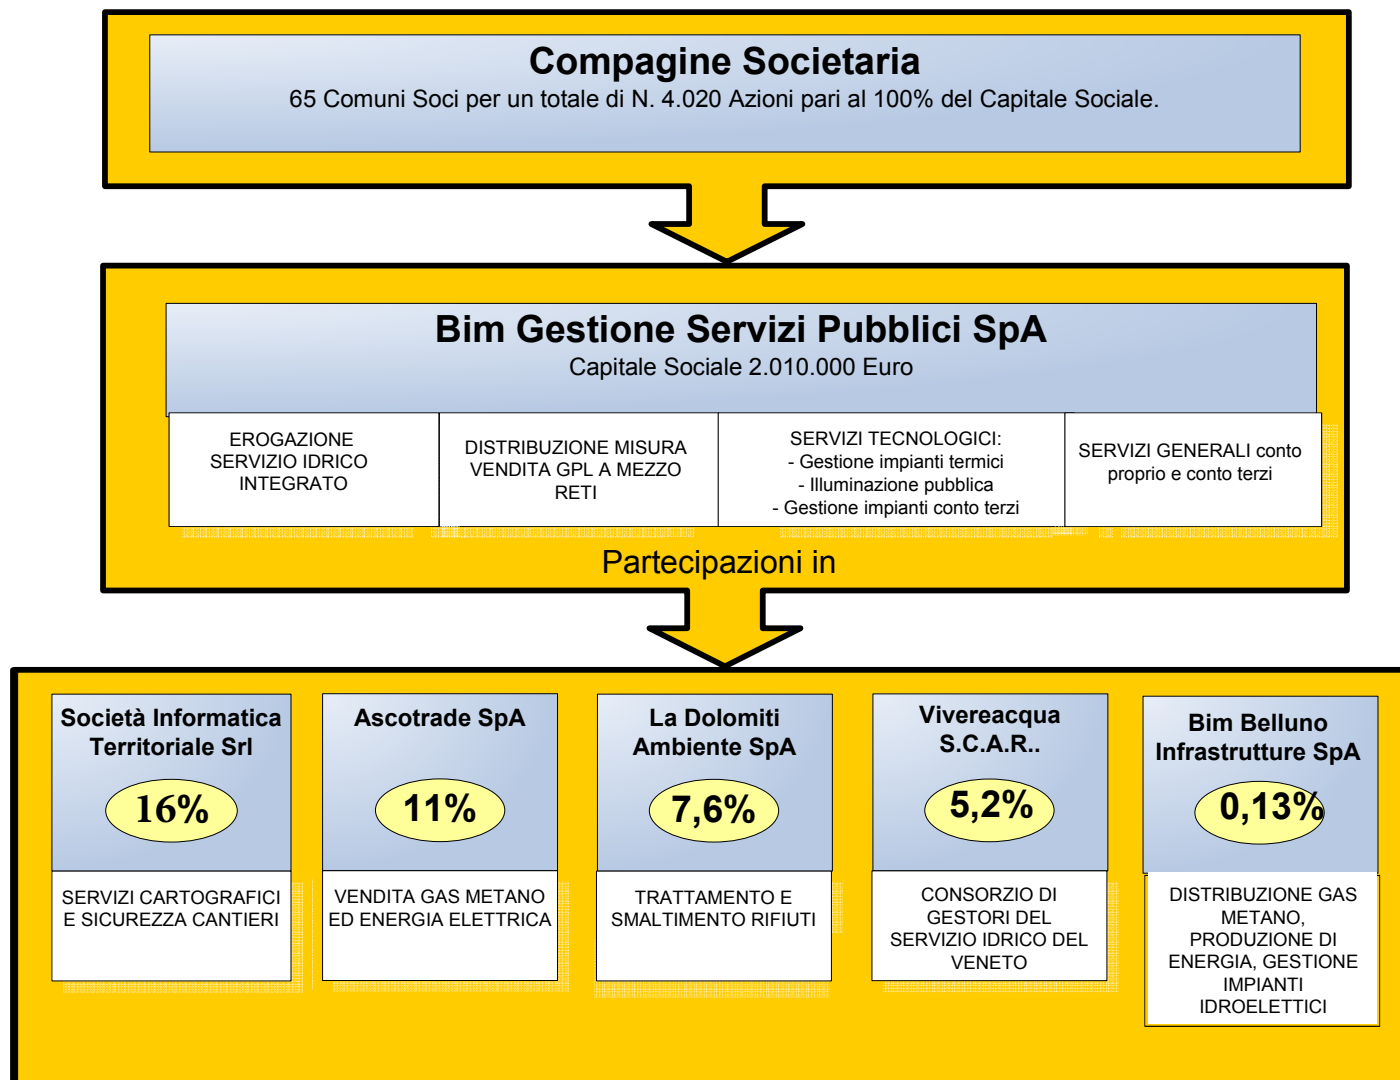 Compagine Societaria
65 Comuni Soci per un totale di N. 4.020 Azioni pari al 100% del Capitale Sociale.
Bim Gestione Servizi Pubblici SpA
Capitale Sociale 2.010.000 Euro
EROGAZIONE
SERVIZIO IDRICO
INTEGRATO
DISTRIBUZIONE MISURA
VENDITA GPL A MEZZO
RETI
SERVIZI TECNOLOGICI:
- Gestione impianti termici
- Illuminazione pubblica
- Gestione impianti conto terzi
SERVIZI GENERALI conto
proprio e conto terzi
Partecipazioni in
Società Informatica
Territoriale Srl
16%
SERVIZI CARTOGRAFICI
E SICUREZZA CANTIERI
Ascotrade SpA
11%
VENDITA GAS METANO
ED ENERGIA ELETTRICA
La Dolomiti
Ambiente SpA
7,6%
TRATTAMENTO E
SMALTIMENTO RIFIUTI
Vivereacqua
S.C.A.R..
5,2%
CONSORZIO DI
GESTORI DEL
SERVIZIO IDRICO DEL
VENETO
Bim Belluno
Infrastrutture SpA
0,13%
DISTRIBUZIONE GAS
METANO,
PRODUZIONE DI
ENERGIA, GESTIONE
IMPIANTI
IDROELETTICI